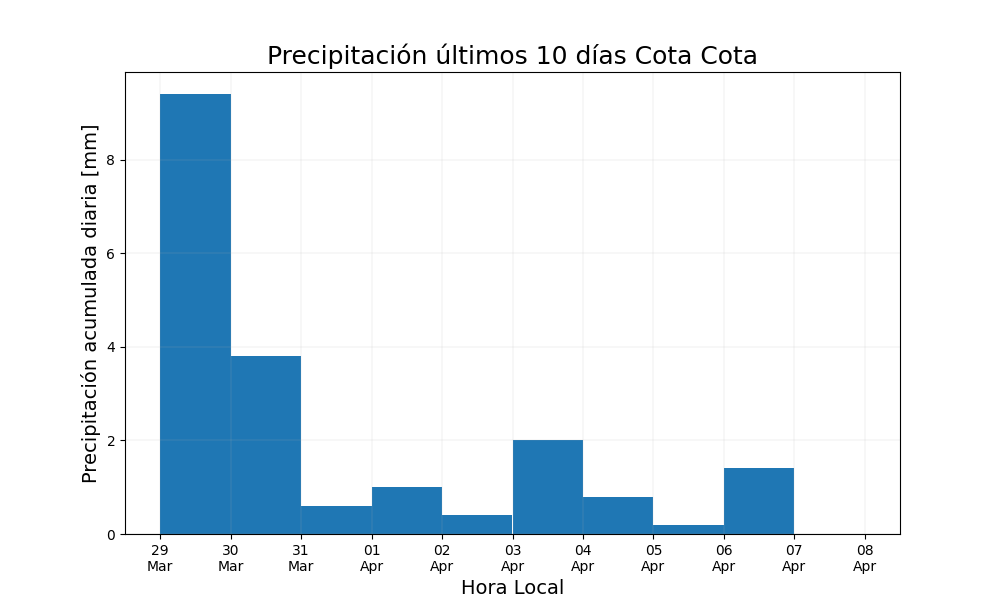 Precipitación últimos 10 días Cota Cota
Precipitación acumulada diaria [mm]
8
6
4
2
0
29 30 31 01 02 03 04 05 06 07 08
Mar Mar Mar Apr Apr Apr Apr Apr Apr Apr Apr
Hora Local